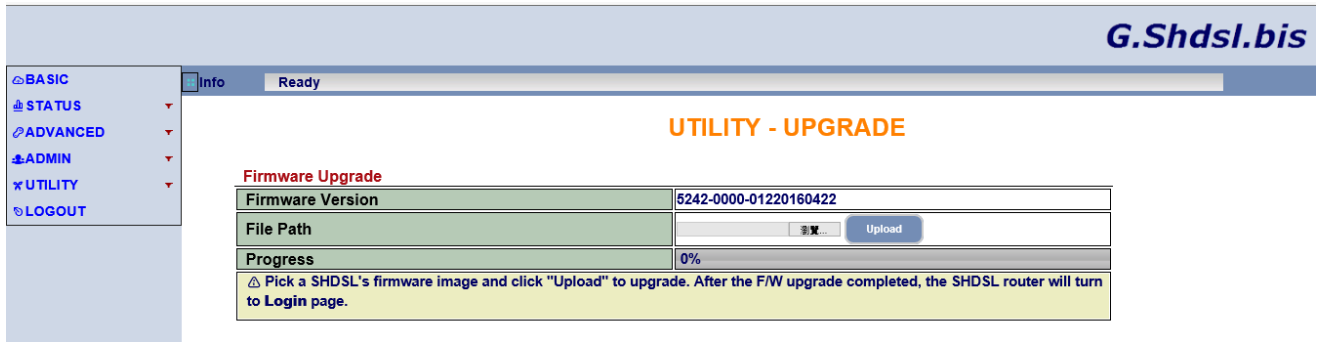 G.Shdsl.bis
BASIC
STATUS
ADVANCED
ADMIN
UTILITY
LOGOUT
Info Ready
UTILITY - UPGRADE
Firmware Upgrade
Firmware Version 5242-0000-01220160422
File Path Upload
Progress 0%
Pick a SHDSL's firmware image and click "Upload" to upgrade. After the F/W upgrade completed, the SHDSL router will turn
to Login page.